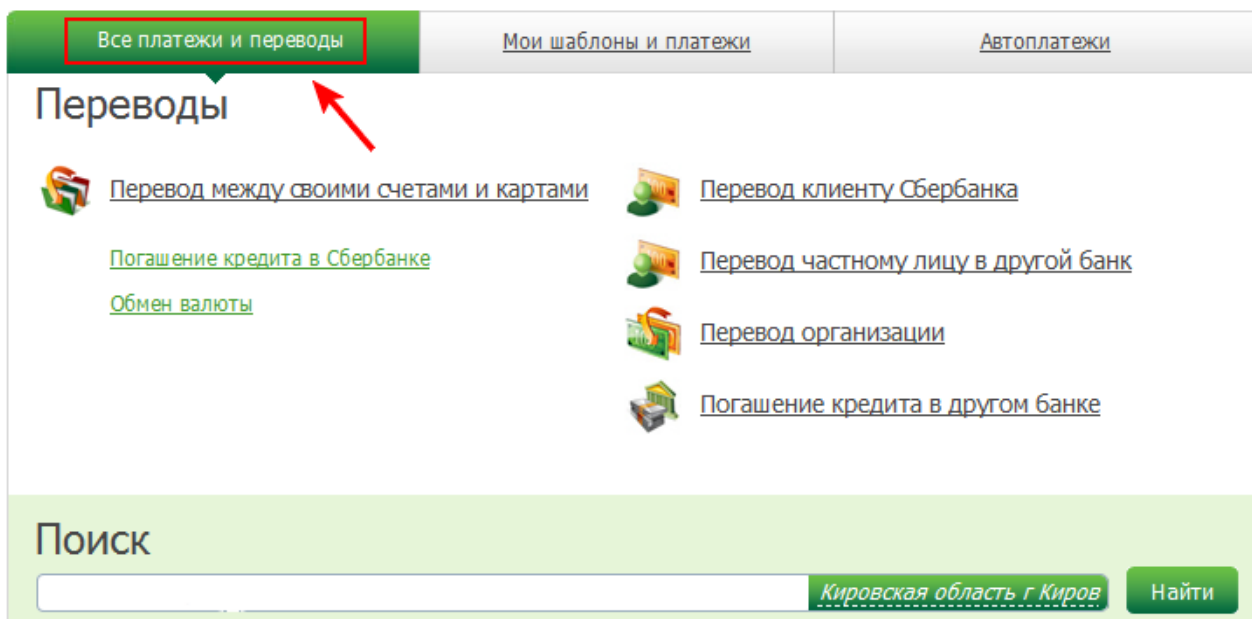 Все платежи и переводы
Мои шаблоны и платежи
Автоплатежи
Переводы
Перевод между своими счетами и картами
Погашение кредита в Сбербанке
Обмен валюты
Перевод клиенту Сбербанка
Перевод частному лицу в другой банк
Перевод организации
Погашение кредита в другом банке
Поиск
Кировская область г Киров
Найти